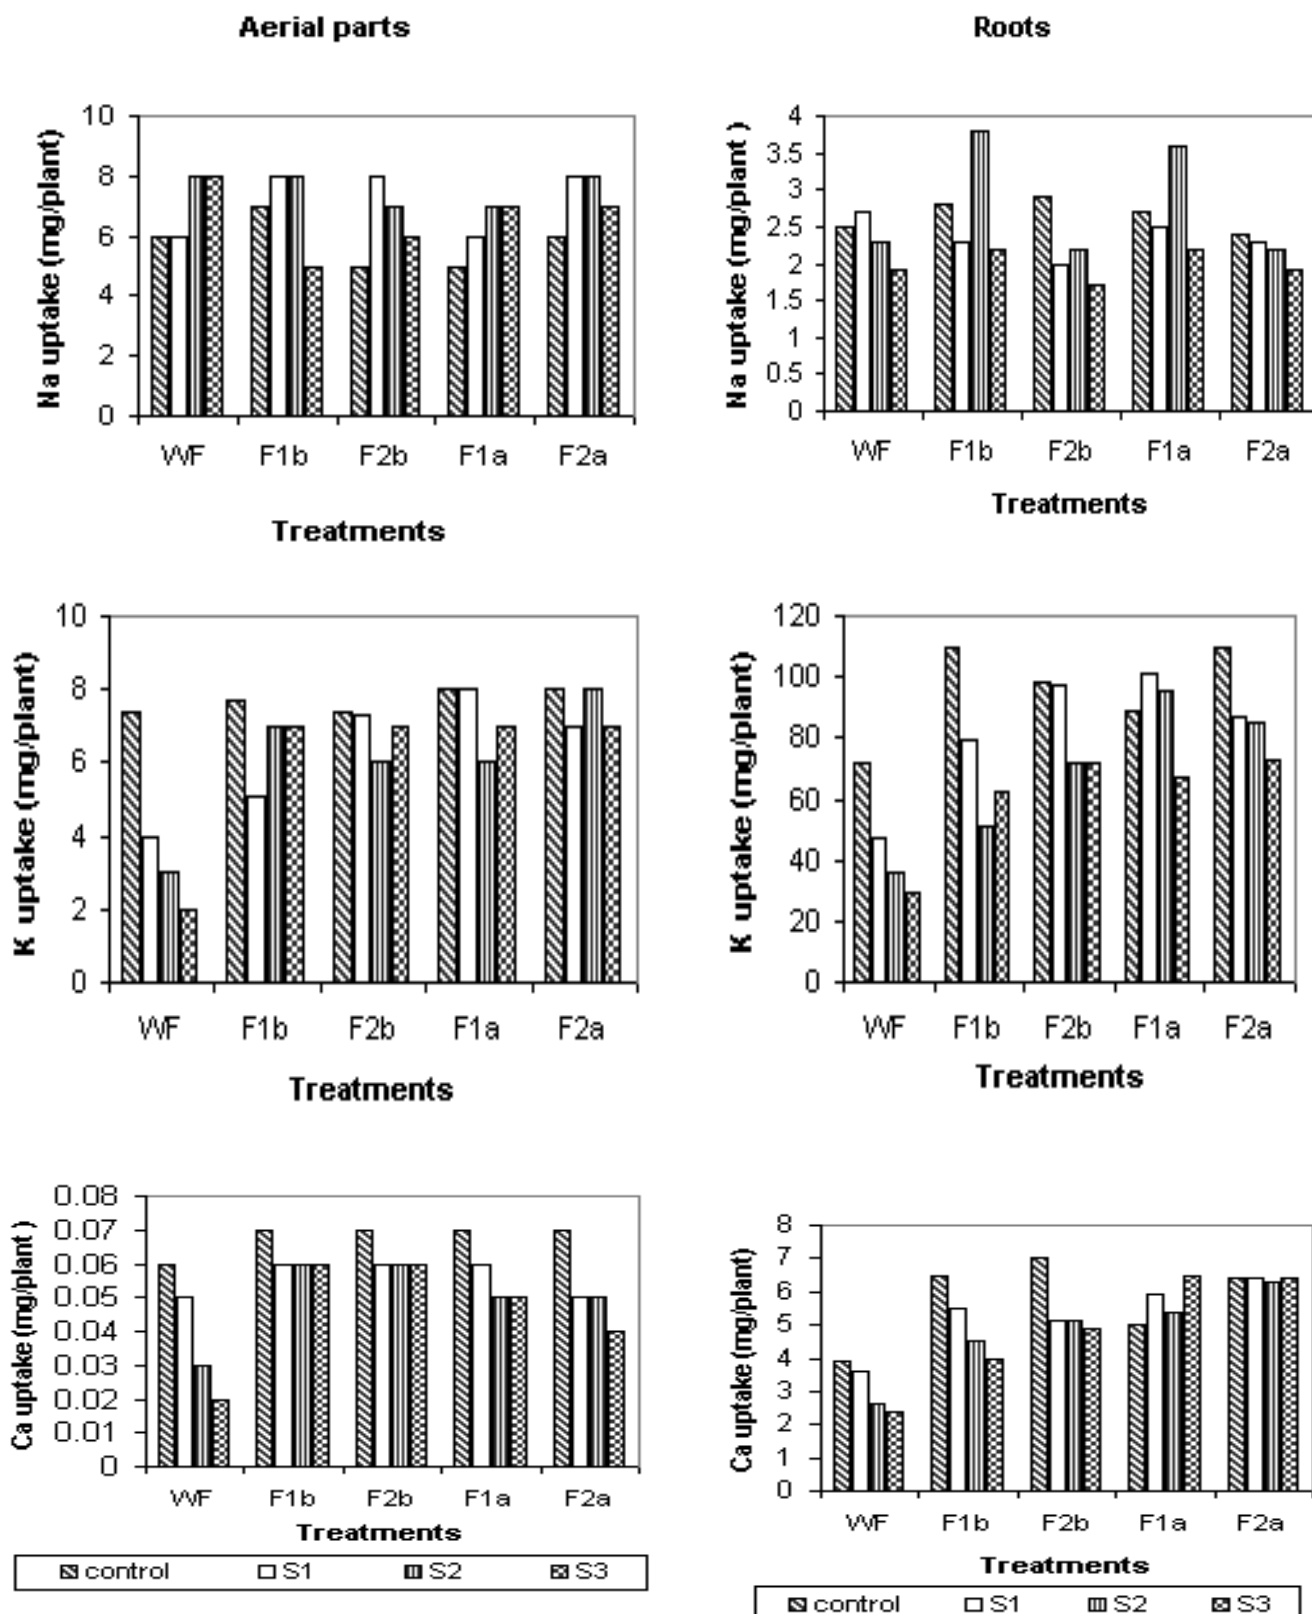 Aerial parts
Roots
10
8
6
4
2
0
Na uptake (mg/plant)
WF F1b F2b F1a F2a
Treatments
4
3.5
3
2.5
2
1.5
1
0.5
0
Na uptake (mg/plant )
WF F1b F2b F1a F2a
Treatments
10
8
6
4
2
0
K uptake (mg/plant)
WF F1b F2b F1a F2a
Treatments
120
100
80
60
40
20
0
K uptake (mg/plant)
WF F1b F2b F1a F2a
Treatments
0.08
0.07
0.06
0.05
0.04
0.03
0.02
0.01
0
Ca uptake (mg/plant )
WF F1b F2b F1a F2a
Treatments
control S1 S2 S3
8
7
6
5
4
3
2
1
0
Ca uptake (mg/plant)
WF F1b F2b F1a F2a
Treatments
control S1 S2 S3